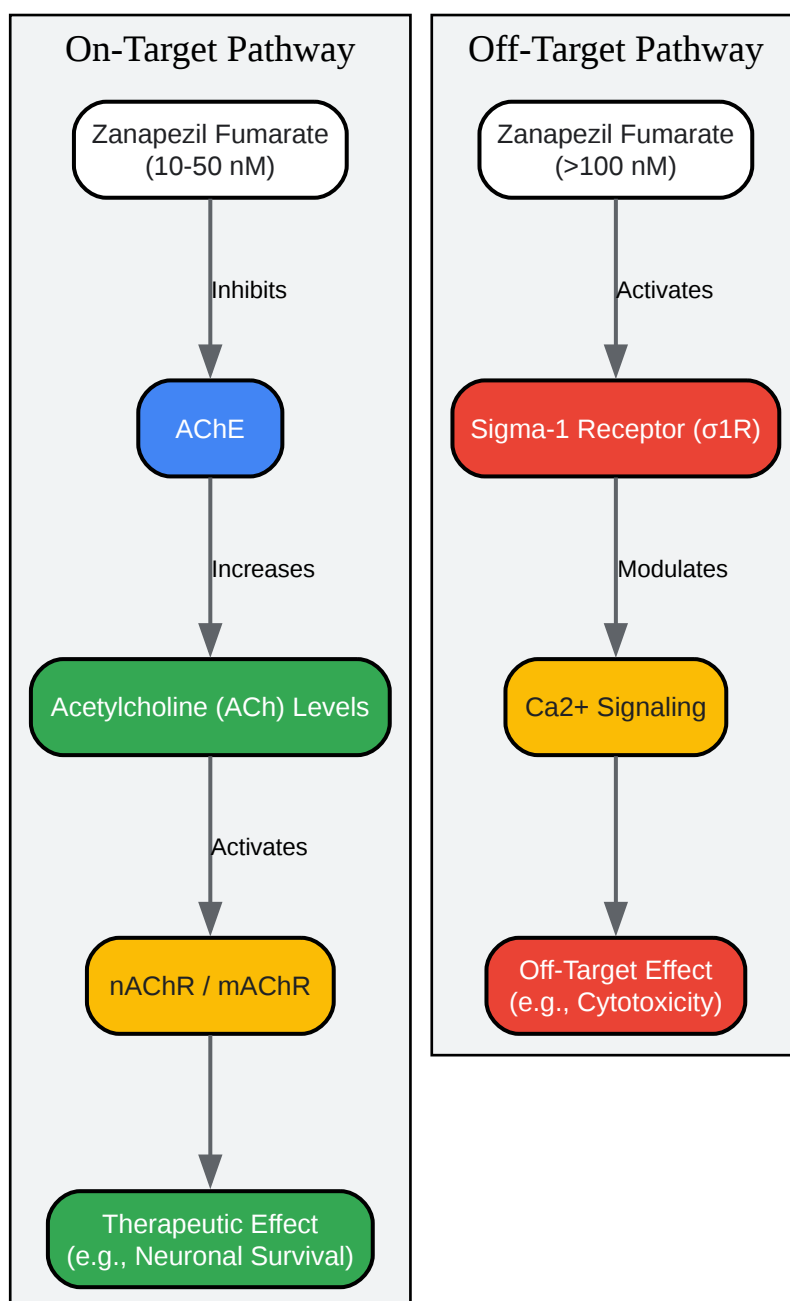 On-Target Pathway
Zanapezil Fumarate
(10-50 nM)
Inhibits
AChE
Increases
Acetylcholine (ACh) Levels
Activates
nAChR / mAChR
Therapeutic Effect
(e.g., Neuronal Survival)
Off-Target Pathway
Zanapezil Fumarate
(>100 nM)
Activates
Sigma-1 Receptor (σ1R)
Modulates
Ca2+ Signaling
Off-Target Effect
(e.g., Cytotoxicity)